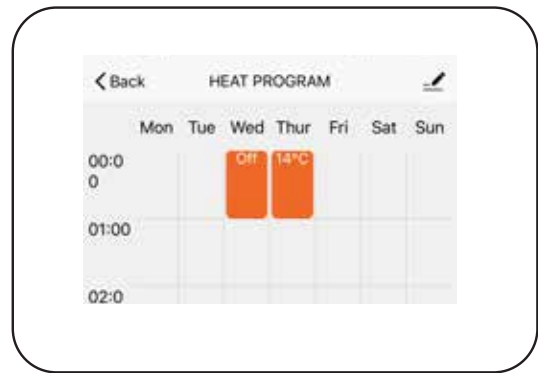 Back HEAT PROGRAM
Mon Tue Wed Thur Fri Sat Sun
00:0
0
Off 14°C
01:00
02:0